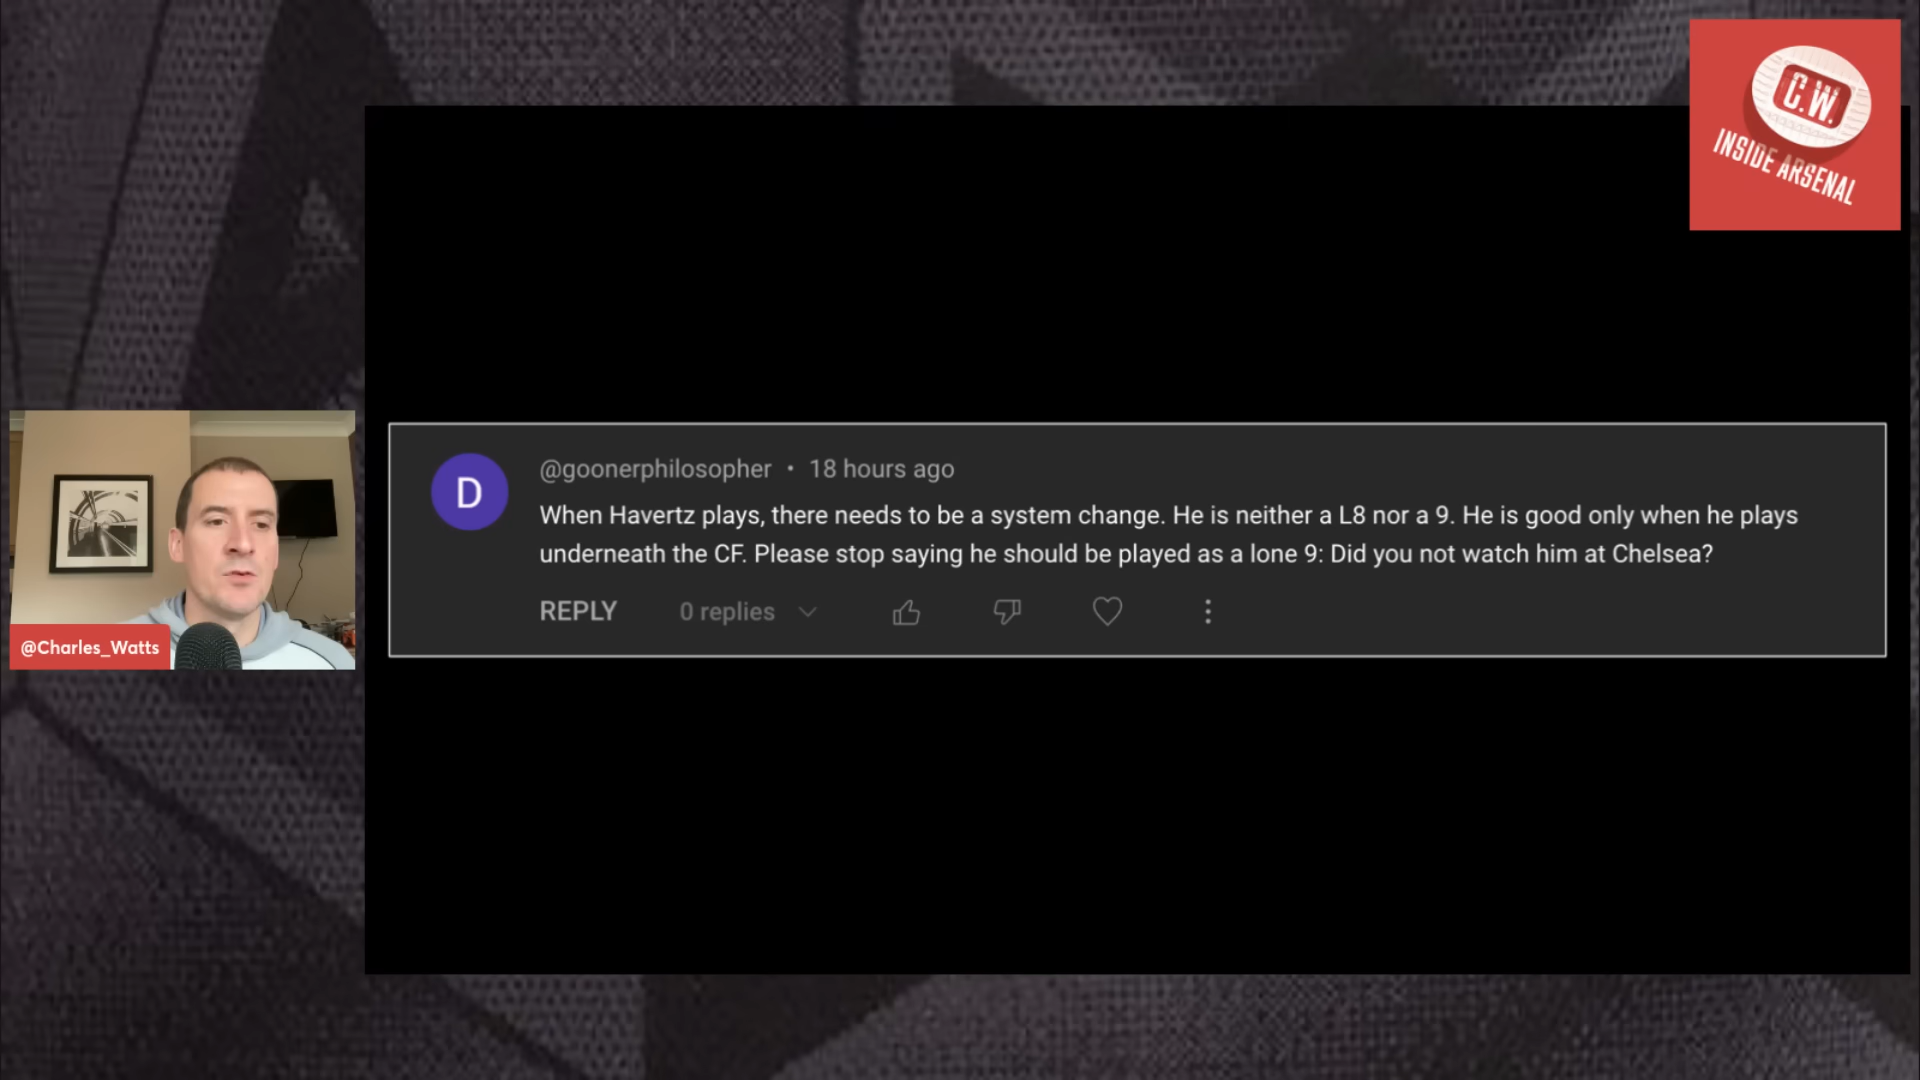 C.W.
INSIDE ARSENAL
D
@goonerphilosopher • 18 hours ago
When Havertz plays, there needs to be a system change. He is neither a L8 nor a 9. He is good only when he plays
underneath the CF. Please stop saying he should be played as a lone 9: Did you not watch him at Chelsea?
REPLY 0 replies
@Charles_Watts